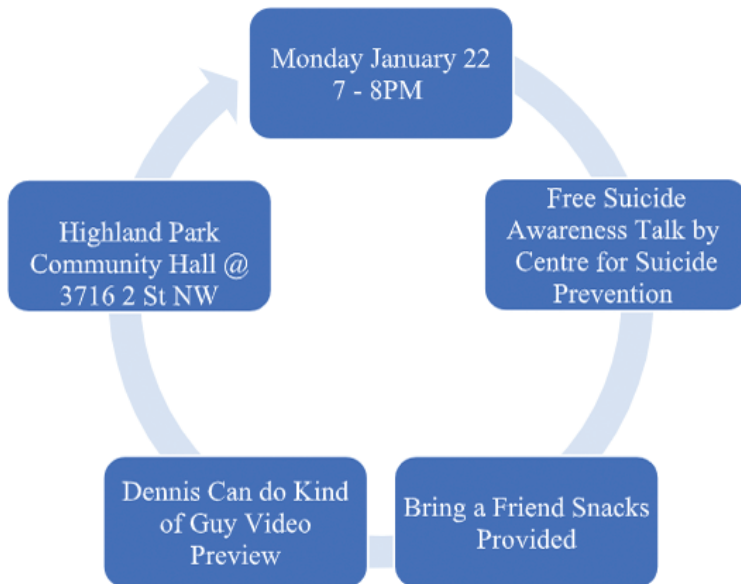 Monday January 22
7 - 8PM
Free Suicide
Awareness Talk by
Centre for Suicide
Prevention
Bring a Friend Snacks
Provided
Dennis Can do Kind
of Guy Video
Preview
Highland Park
Community Hall @
3716 2 St NW